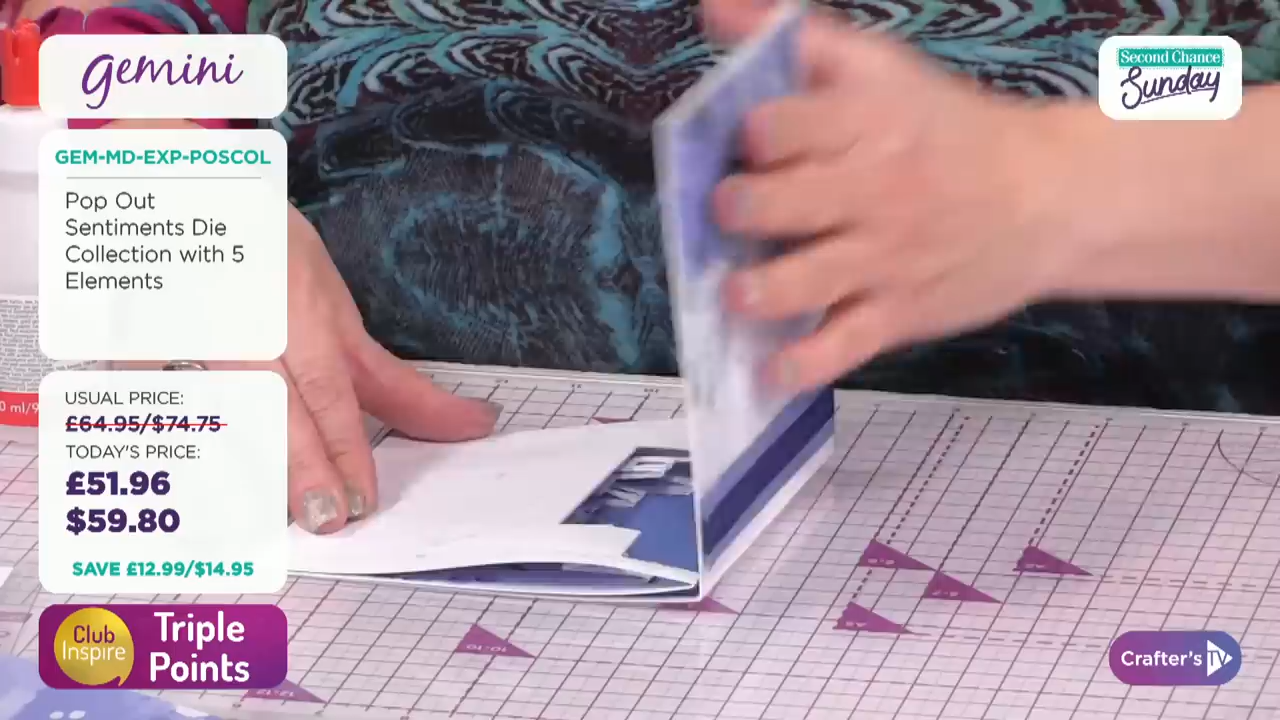 gemini
GEM-MD-EXP-POSCOL
Pop Out
Sentiments Die
Collection with 5
Elements
USUAL PRICE:
£64.95/$74.75
TODAY'S PRICE:
£51.96
$59.80
SAVE £12.99/$14.95
Club
Inspire
Triple
Points
Second Chance
Sunday
Crafter's TV